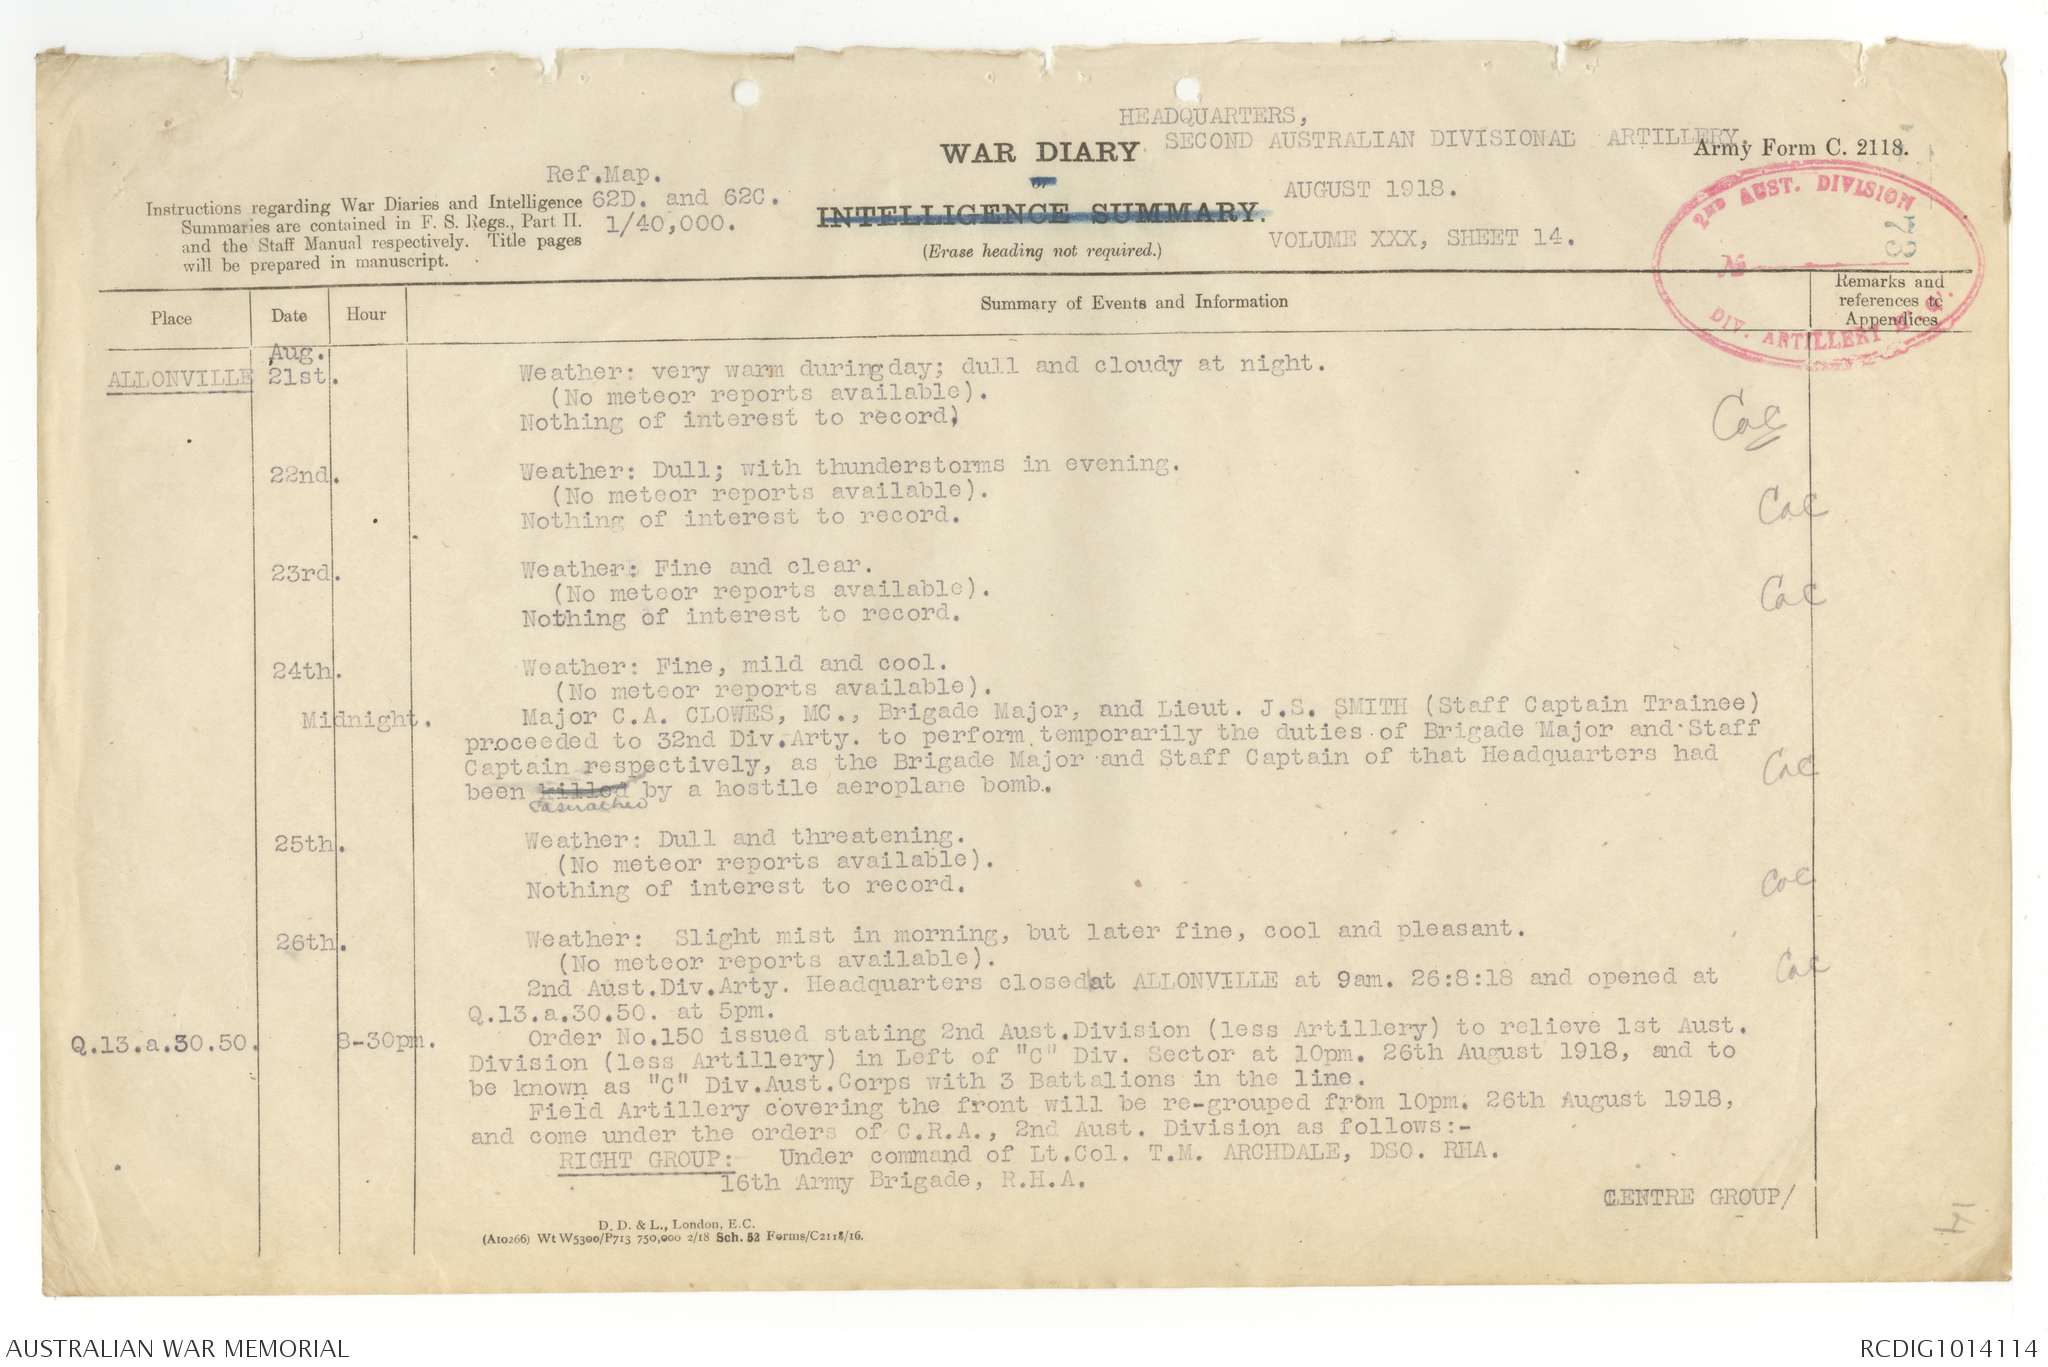 HEADQUARTERS,
WAR DIARY SECOND AUSTRALIAN DIVISIONAL ARTILLERY.
Army Form C. 2118.
or
INTELLIGENCE SUMMARY.
(Erase heading not required.)
AUGUST 1918.
VOLUME XXX, SHEET 14.
Ref.Map.
62D. and 62C.
1/40,000.
Instructions regarding War Diaries and Intelligence
Summaries are contained in F. S. Regs., Part II.
and the Staff Manual respectively. Title pages
will be prepared in manuscript.
2ND AUST. DIVISION
No
73
DIV. ARTILLERY
Place Date Hour Summary of Events and Information Remarks and
references to
Appendices
Aug.
ALLONVILLE 21st. Weather: very warm during day; dull and cloudy at night.
(No meteor reports available).
Nothing of interest to record, CaC
22nd. Weather: Dull; with thunderstorms in evening.
(No meteor reports available). CaC
Nothing of interest to record.
23rd. Weather: Fine and clear.
(No meteor reports available). CaC
Nothing of interest to record.
24th. Weather: Fine, mild and cool.
(No meteor reports available).
Midnight. Major C.A. CLOWES, MC., Brigade Major, and Lieut. J.S. SMITH (Staff Captain Trainee)
proceeded to 32nd Div.Arty. to perform temporarily the duties of Brigade Major and Staff
Captain respectively, as the Brigade Major and Staff Captain of that Headquarters had CaC
been killed by a hostile aeroplane bomb.
25th. Weather: Dull and threatening.
(No meteor reports available).
Nothing of interest to record. CaC
26th. Weather: Slight mist in morning, but later fine, cool and pleasant.
(No meteor reports available). CaC
2nd Aust.Div.Arty. Headquarters closed at ALLONVILLE at 9am. 26:8:18 and opened at
Q.13.a.30.50. at 5pm.
Q.13.a.30.50. 8-30pm. Order No.150 issued stating 2nd Aust.Division (less Artillery) to relieve 1st Aust.
Division (less Artillery) in Left of "C" Div. Sector at 10pm. 26th August 1918, and to
be known as "C" Div.Aust.Corps with 3 Battalions in the line.
Field Artillery covering the front will be re-grouped from 10pm. 26th August 1918,
and come under the orders of C.R.A., 2nd Aust. Division as follows:-
RIGHT GROUP: Under command of Lt.Col. T.M. ARCHDALE, DSO. RHA.
16th Army Brigade, R.H.A.
CENTRE GROUP/
14
D. D. & L., London, E.C.
(A10266) Wt W5300/P713 750,000 2/18 Sch. 52 Forms/C2118/16.
AUSTRALIAN WAR MEMORIAL
RCDIG1014114